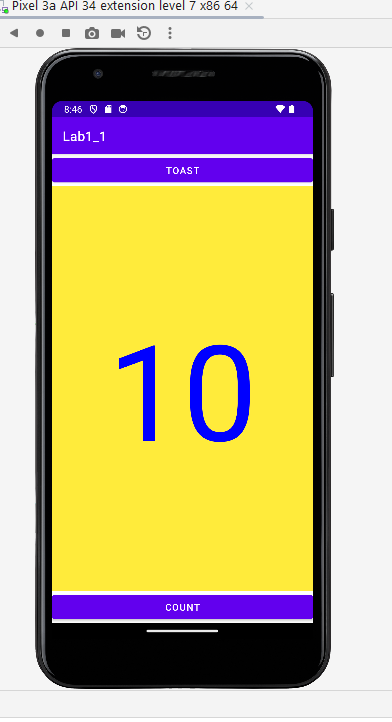 Pixel 3a API 34 extension level 7 x86 64
8:46
Lab1_1
TOAST
10
COUNT